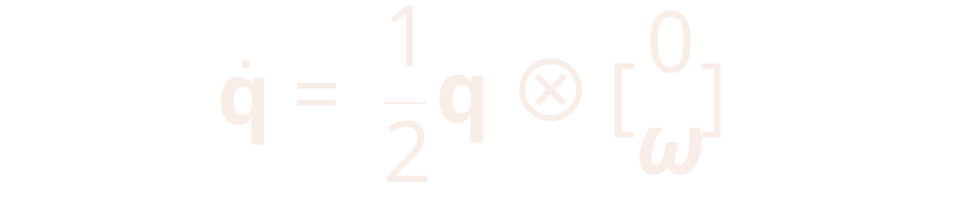 q̇ = 1/2 q ⊗ [0 ω]